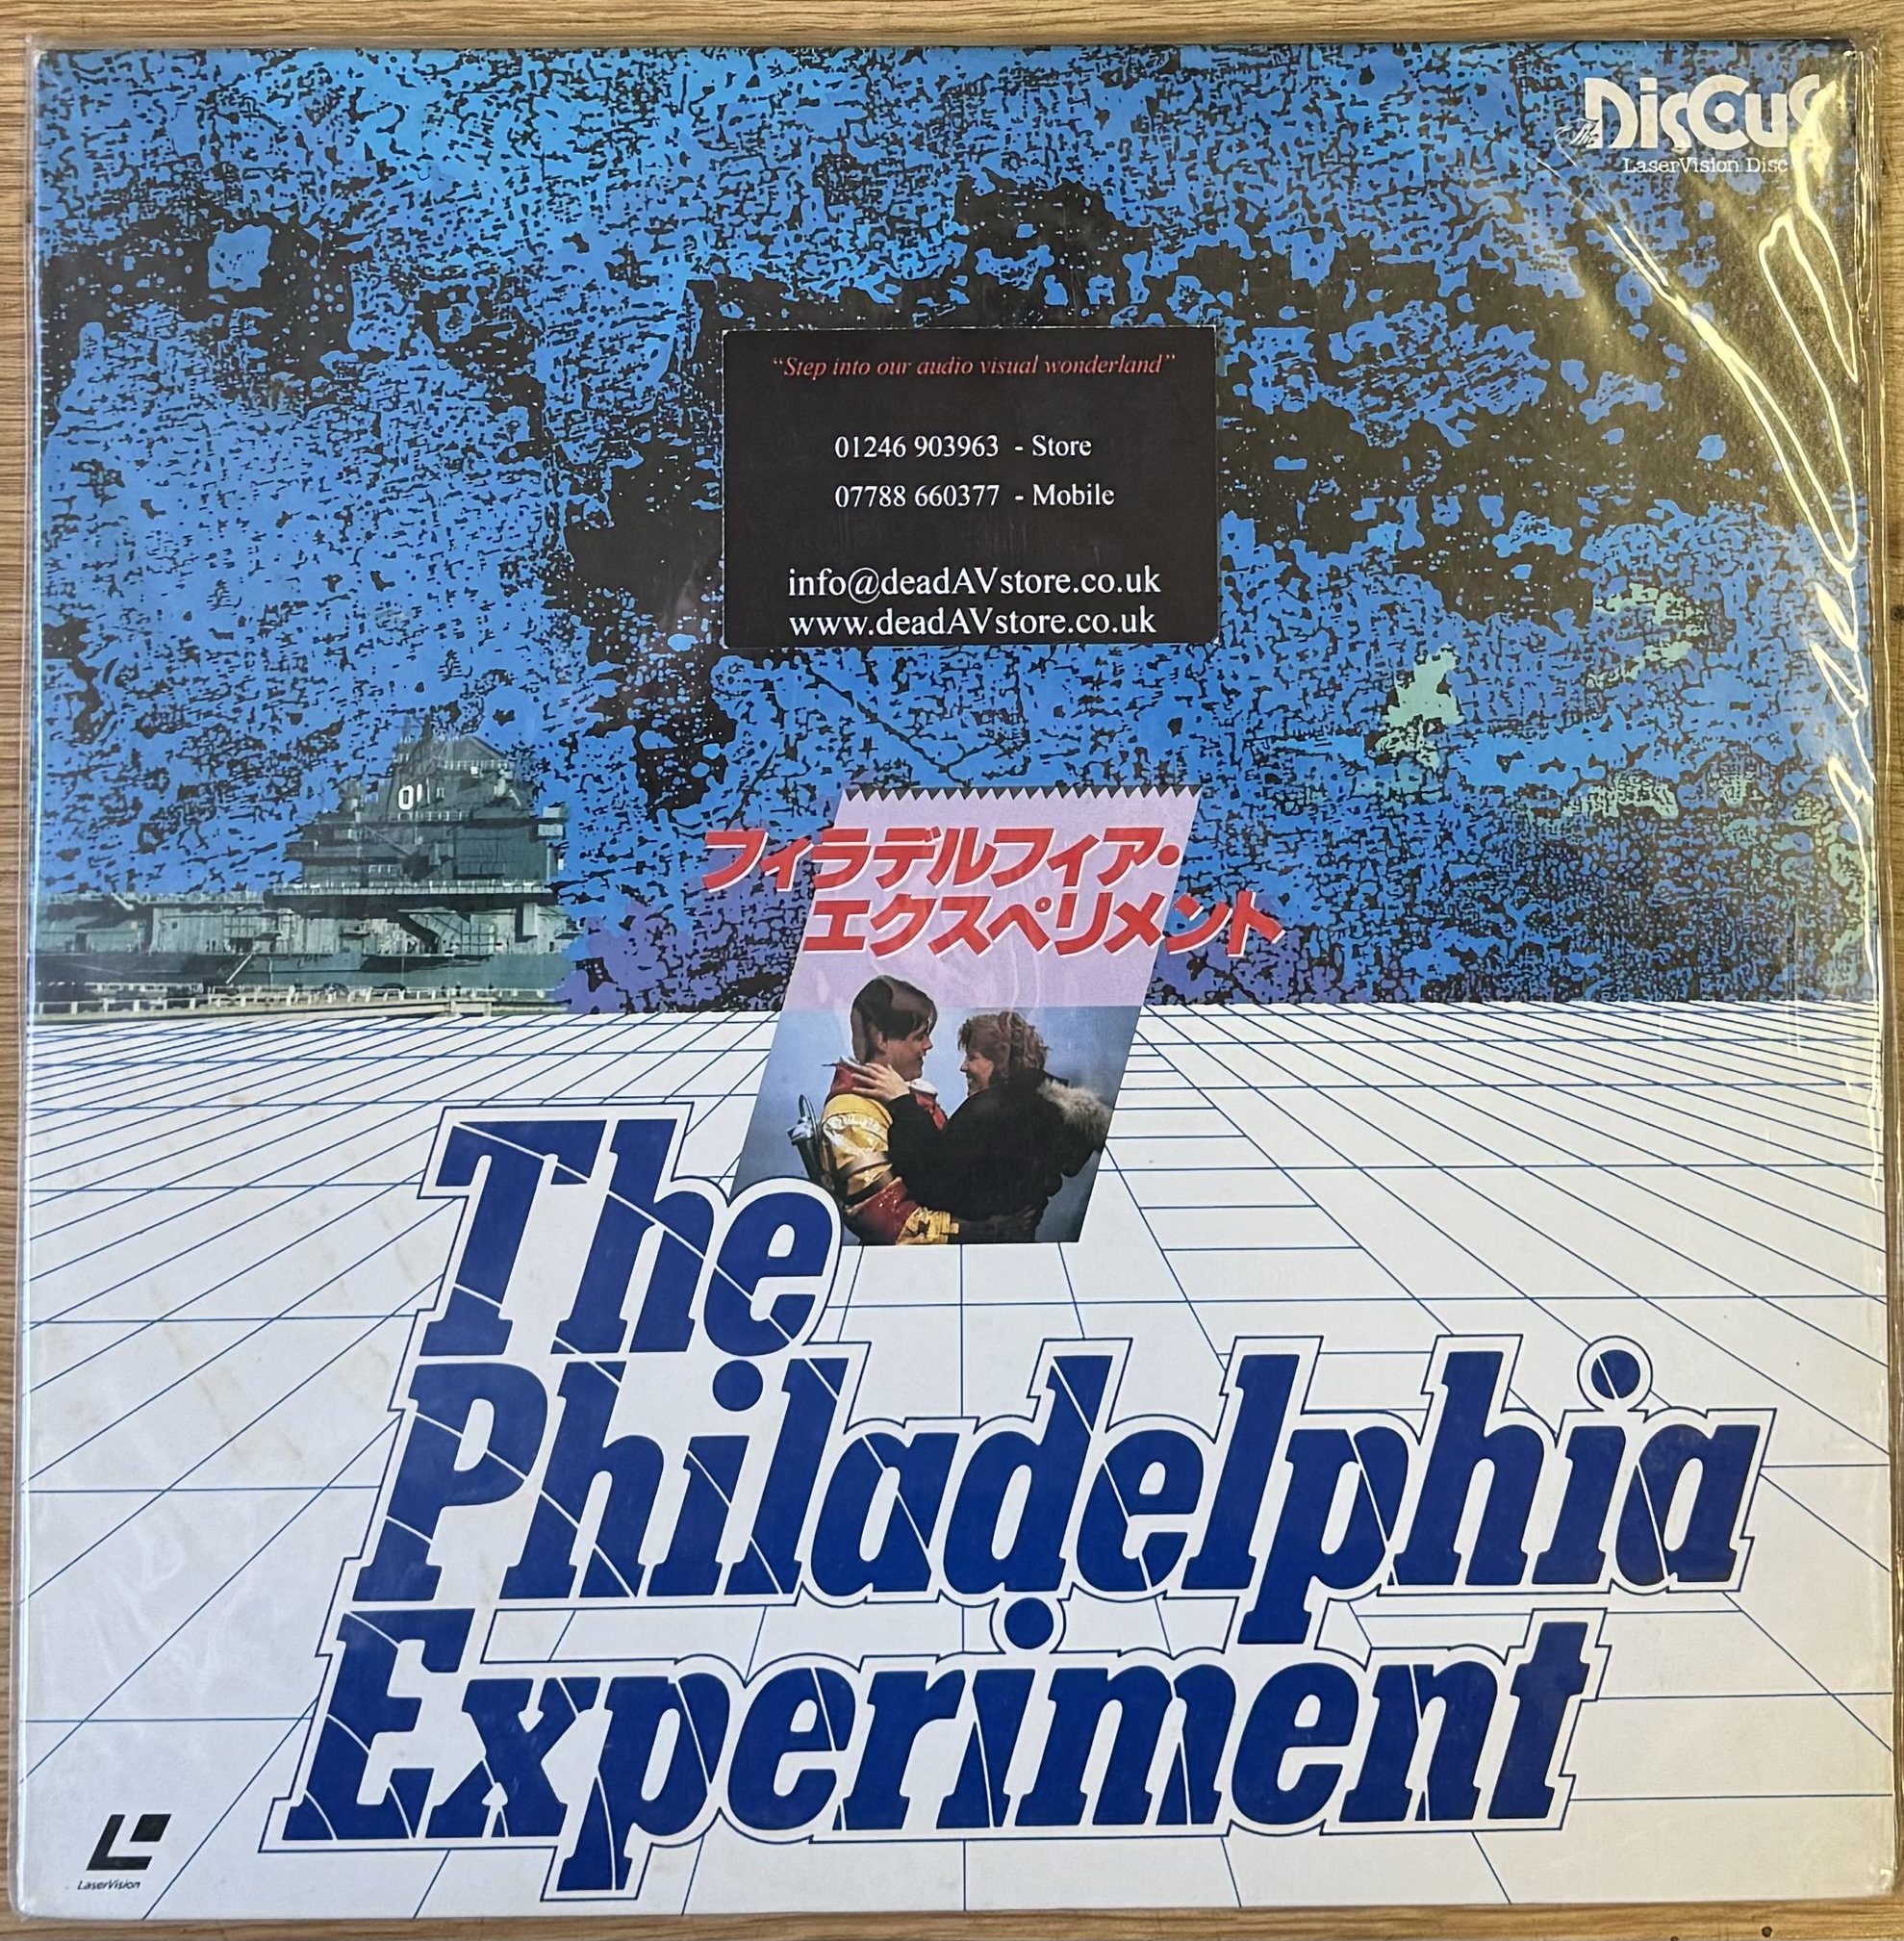 The DisCus
LaserVision Disc
"Step into our audio visual wonderland"
01246 903963 - Store
07788 660377 - Mobile
info@deadAVstore.co.uk
www.deadAVstore.co.uk
01
フィラデルフィア・
エクスペリメント
The
Philadelphia
Experiment
LaserVision